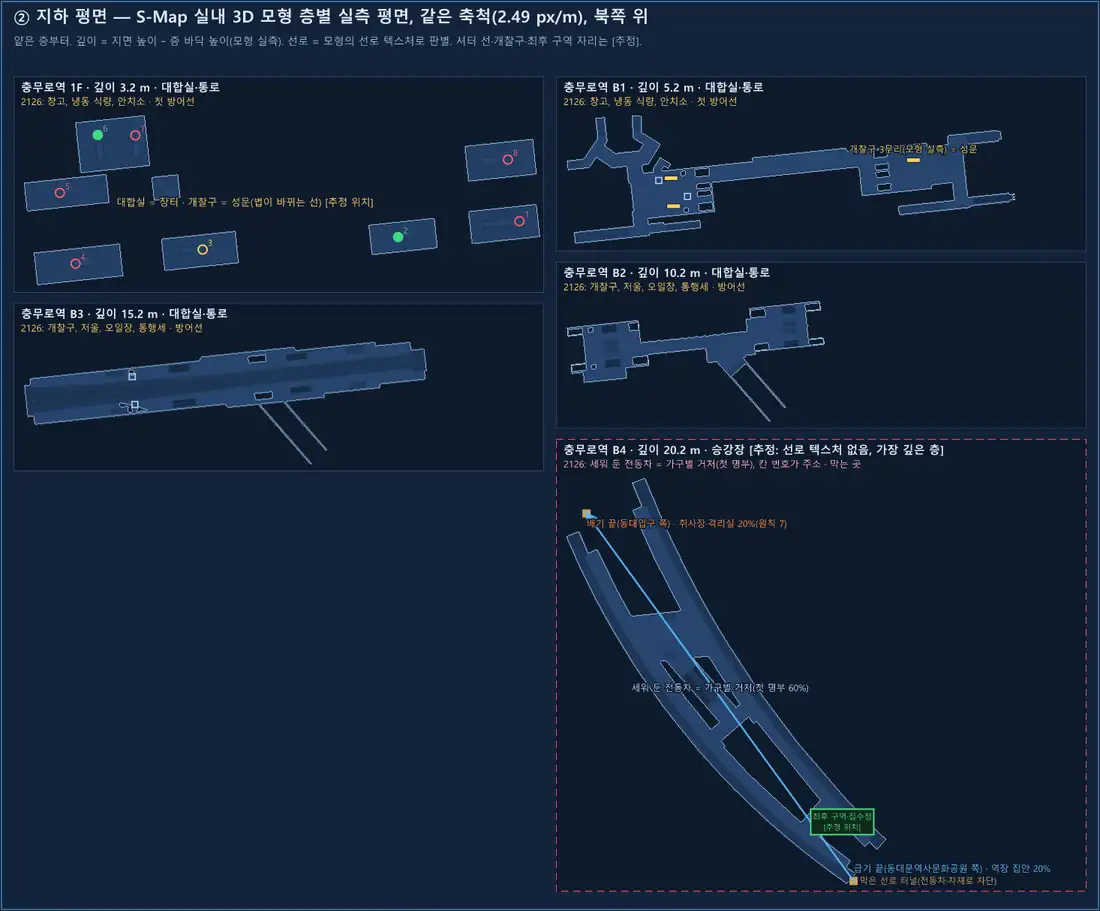 ② 지하 평면 — S-Map 실내 3D 모형 층별 실측 평면, 같은 축척(2.49 px/m), 북쪽 위
얕은 층부터. 깊이 = 지면 높이 − 층 바닥 높이(모형 실측). 선로 = 모형의 선로 텍스처로 판별. 셔터 선·개찰구·최후 구역 자리는 [추정].
충무로역 1F · 깊이 3.2 m · 대합실·통로
2126: 창고, 냉동 식량, 안치소 · 첫 방어선
6
7
8
5
대합실 = 장터 · 개찰구 = 성문(법이 바뀌는 선) [추정 위치]
1
2
3
4
충무로역 B1 · 깊이 5.2 m · 대합실·통로
2126: 창고, 냉동 식량, 안치소 · 첫 방어선
개찰구 3무리(모형 실측) = 성문
충무로역 B2 · 깊이 10.2 m · 대합실·통로
2126: 개찰구, 저울, 오일장, 통행세 · 방어선
충무로역 B3 · 깊이 15.2 m · 대합실·통로
2126: 개찰구, 저울, 오일장, 통행세 · 방어선
충무로역 B4 · 깊이 20.2 m · 승강장 [추정: 선로 텍스처 없음, 가장 깊은 층]
2126: 세워 둔 전동차 = 가구별 거처(첫 명부), 칸 번호가 주소 · 막는 곳
배기 끝(동대입구 쪽) · 취사장·격리실 20%(원칙 7)
세워 둔 전동차 = 가구별 거처(첫 명부 60%)
최후 구역·집수정
[추정 위치]
급기 끝(동대문역사문화공원 쪽) · 역장 집안 20%
막은 선로 터널(전동차·자재로 차단)